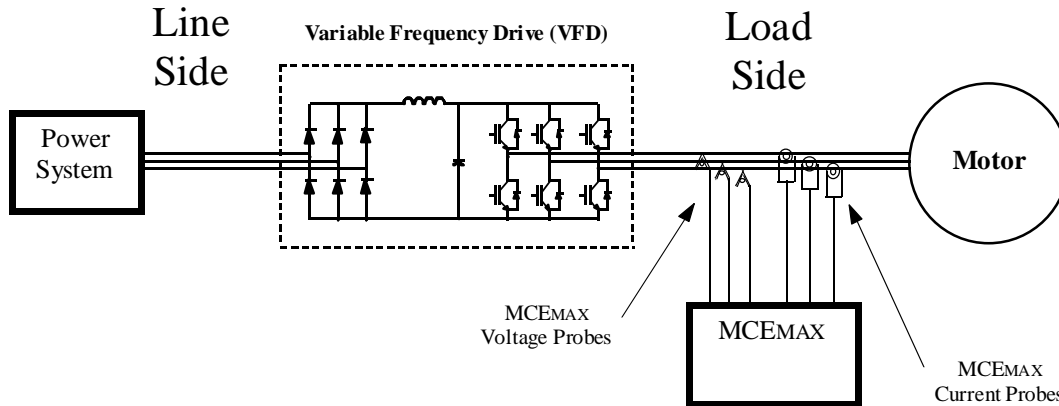 Line
Side
Variable Frequency Drive (VFD)
Load
Side
Power
System
Motor
MCEMAX
Voltage Probes
MCEMAX
MCEMAX
Current Probes